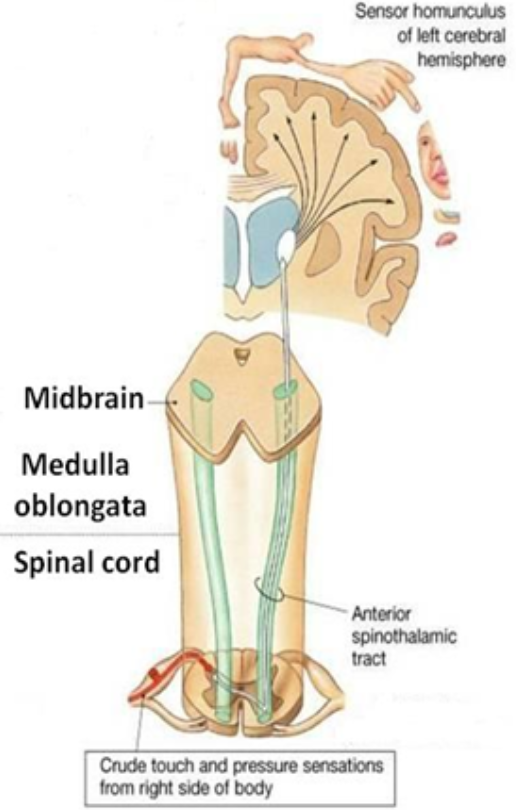 Sensor homunculus
of left cerebral
hemisphere
Midbrain
Medulla
oblongata
Spinal cord
Anterior
spinothalamic
tract
Crude touch and pressure sensations
from right side of body